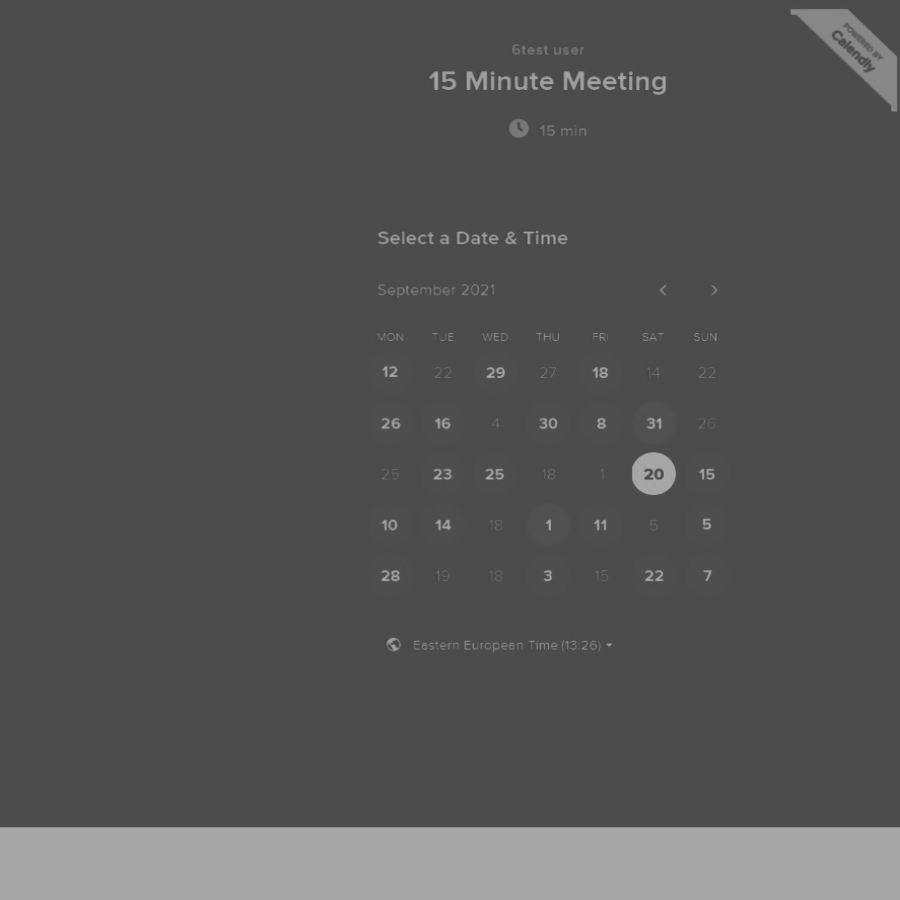 POWERED BY
Calendly
6test user
15 Minute Meeting
15 min
Select a Date & Time
September 2021
MON TUE WED THU FRI SAT SUN
12 22 29 27 18 14 22
26 16 4 30 8 31 26
25 23 25 18 1 20 15
10 14 18 1 11 5 5
28 19 18 3 15 22 7
Eastern European Time (13:26)